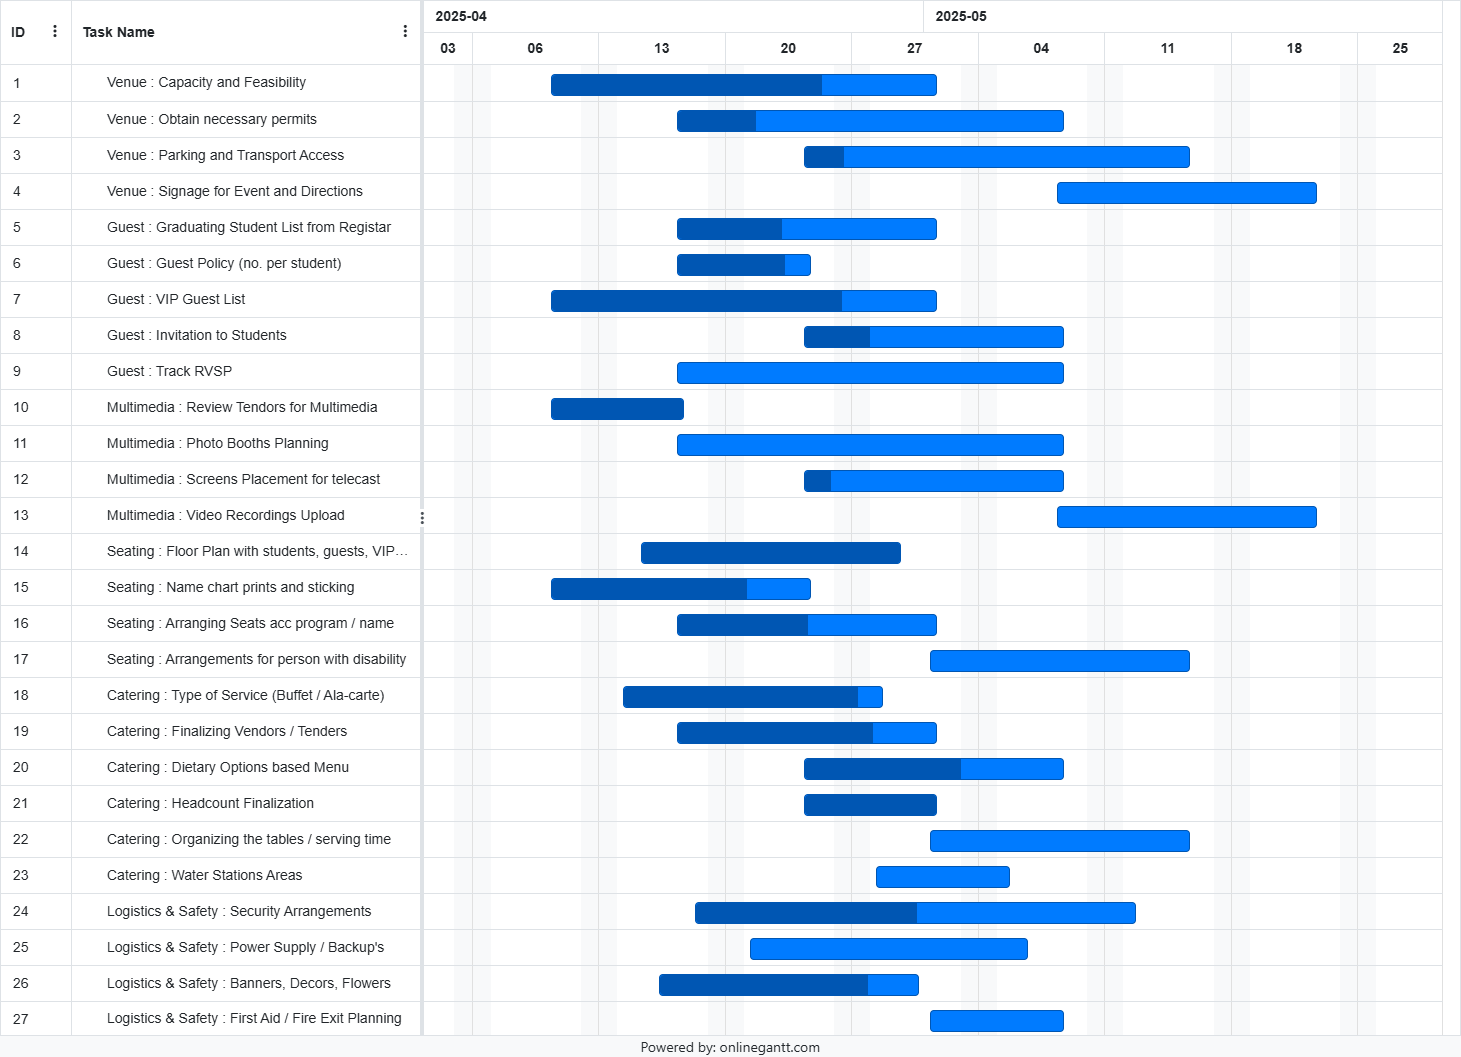 ID Task Name 2025-04 2025-05
03 06 13 20 27 04 11 18 25
1 Venue : Capacity and Feasibility
2 Venue : Obtain necessary permits
3 Venue : Parking and Transport Access
4 Venue : Signage for Event and Directions
5 Guest : Graduating Student List from Registar
6 Guest : Guest Policy (no. per student)
7 Guest : VIP Guest List
8 Guest : Invitation to Students
9 Guest : Track RVSP
10 Multimedia : Review Tendors for Multimedia
11 Multimedia : Photo Booths Planning
12 Multimedia : Screens Placement for telecast
13 Multimedia : Video Recordings Upload
14 Seating : Floor Plan with students, guests, VIP…
15 Seating : Name chart prints and sticking
16 Seating : Arranging Seats acc program / name
17 Seating : Arrangements for person with disability
18 Catering : Type of Service (Buffet / Ala-carte)
19 Catering : Finalizing Vendors / Tenders
20 Catering : Dietary Options based Menu
21 Catering : Headcount Finalization
22 Catering : Organizing the tables / serving time
23 Catering : Water Stations Areas
24 Logistics & Safety : Security Arrangements
25 Logistics & Safety : Power Supply / Backup's
26 Logistics & Safety : Banners, Decors, Flowers
27 Logistics & Safety : First Aid / Fire Exit Planning
Powered by: onlinegantt.com